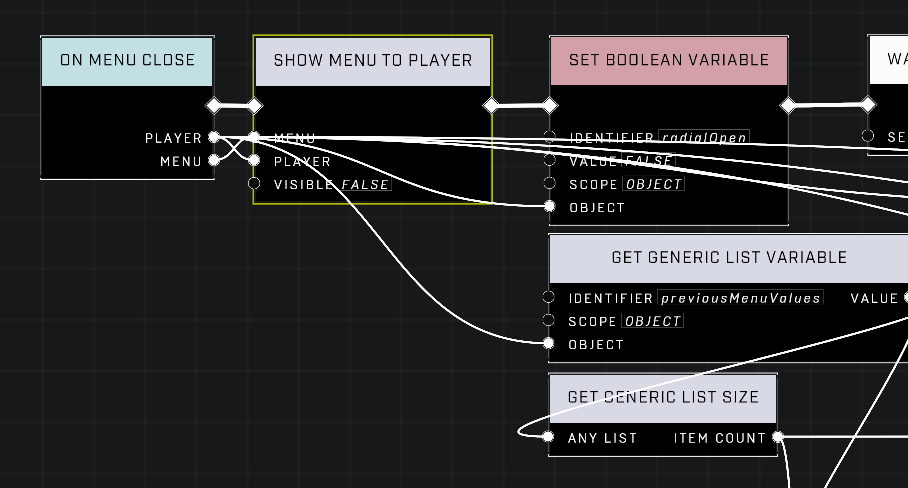 ON MENU CLOSE
PLAYER
MENU
SHOW MENU TO PLAYER
MENU
PLAYER
VISIBLE FALSE
SET BOOLEAN VARIABLE
IDENTIFIER radialOpen
VALUE FALSE
SCOPE OBJECT
OBJECT
WA
SE
GET GENERIC LIST VARIABLE
IDENTIFIER previousMenuValues VALUE
SCOPE OBJECT
OBJECT
GET GENERIC LIST SIZE
ANY LIST ITEM COUNT